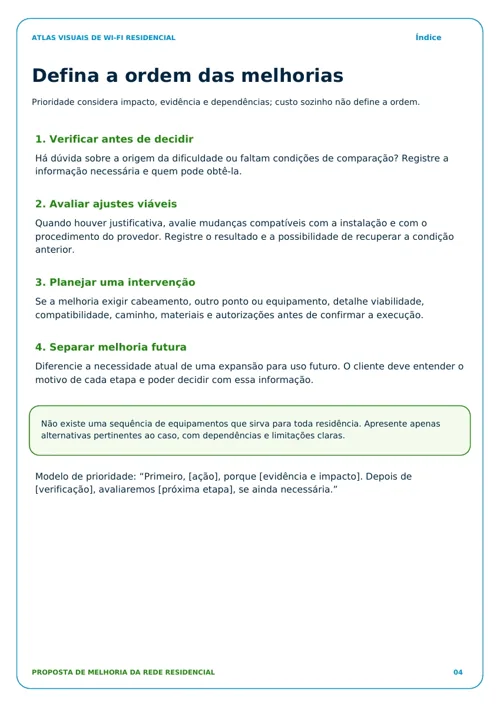 ATLAS VISUAIS DE WI-FI RESIDENCIAL
Índice
Defina a ordem das melhorias
Prioridade considera impacto, evidência e dependências; custo sozinho não define a ordem.
1. Verificar antes de decidir
Há dúvida sobre a origem da dificuldade ou faltam condições de comparação? Registre a
informação necessária e quem pode obtê-la.
2. Avaliar ajustes viáveis
Quando houver justificativa, avalie mudanças compatíveis com a instalação e com o
procedimento do provedor. Registre o resultado e a possibilidade de recuperar a condição
anterior.
3. Planejar uma intervenção
Se a melhoria exigir cabeamento, outro ponto ou equipamento, detalhe viabilidade,
compatibilidade, caminho, materiais e autorizações antes de confirmar a execução.
4. Separar melhoria futura
Diferencie a necessidade atual de uma expansão para uso futuro. O cliente deve entender o
motivo de cada etapa e poder decidir com essa informação.
Não existe uma sequência de equipamentos que sirva para toda residência. Apresente apenas
alternativas pertinentes ao caso, com dependências e limitações claras.
Modelo de prioridade: “Primeiro, [ação], porque [evidência e impacto]. Depois de
[verificação], avaliaremos [próxima etapa], se ainda necessária.”
PROPOSTA DE MELHORIA DA REDE RESIDENCIAL
04